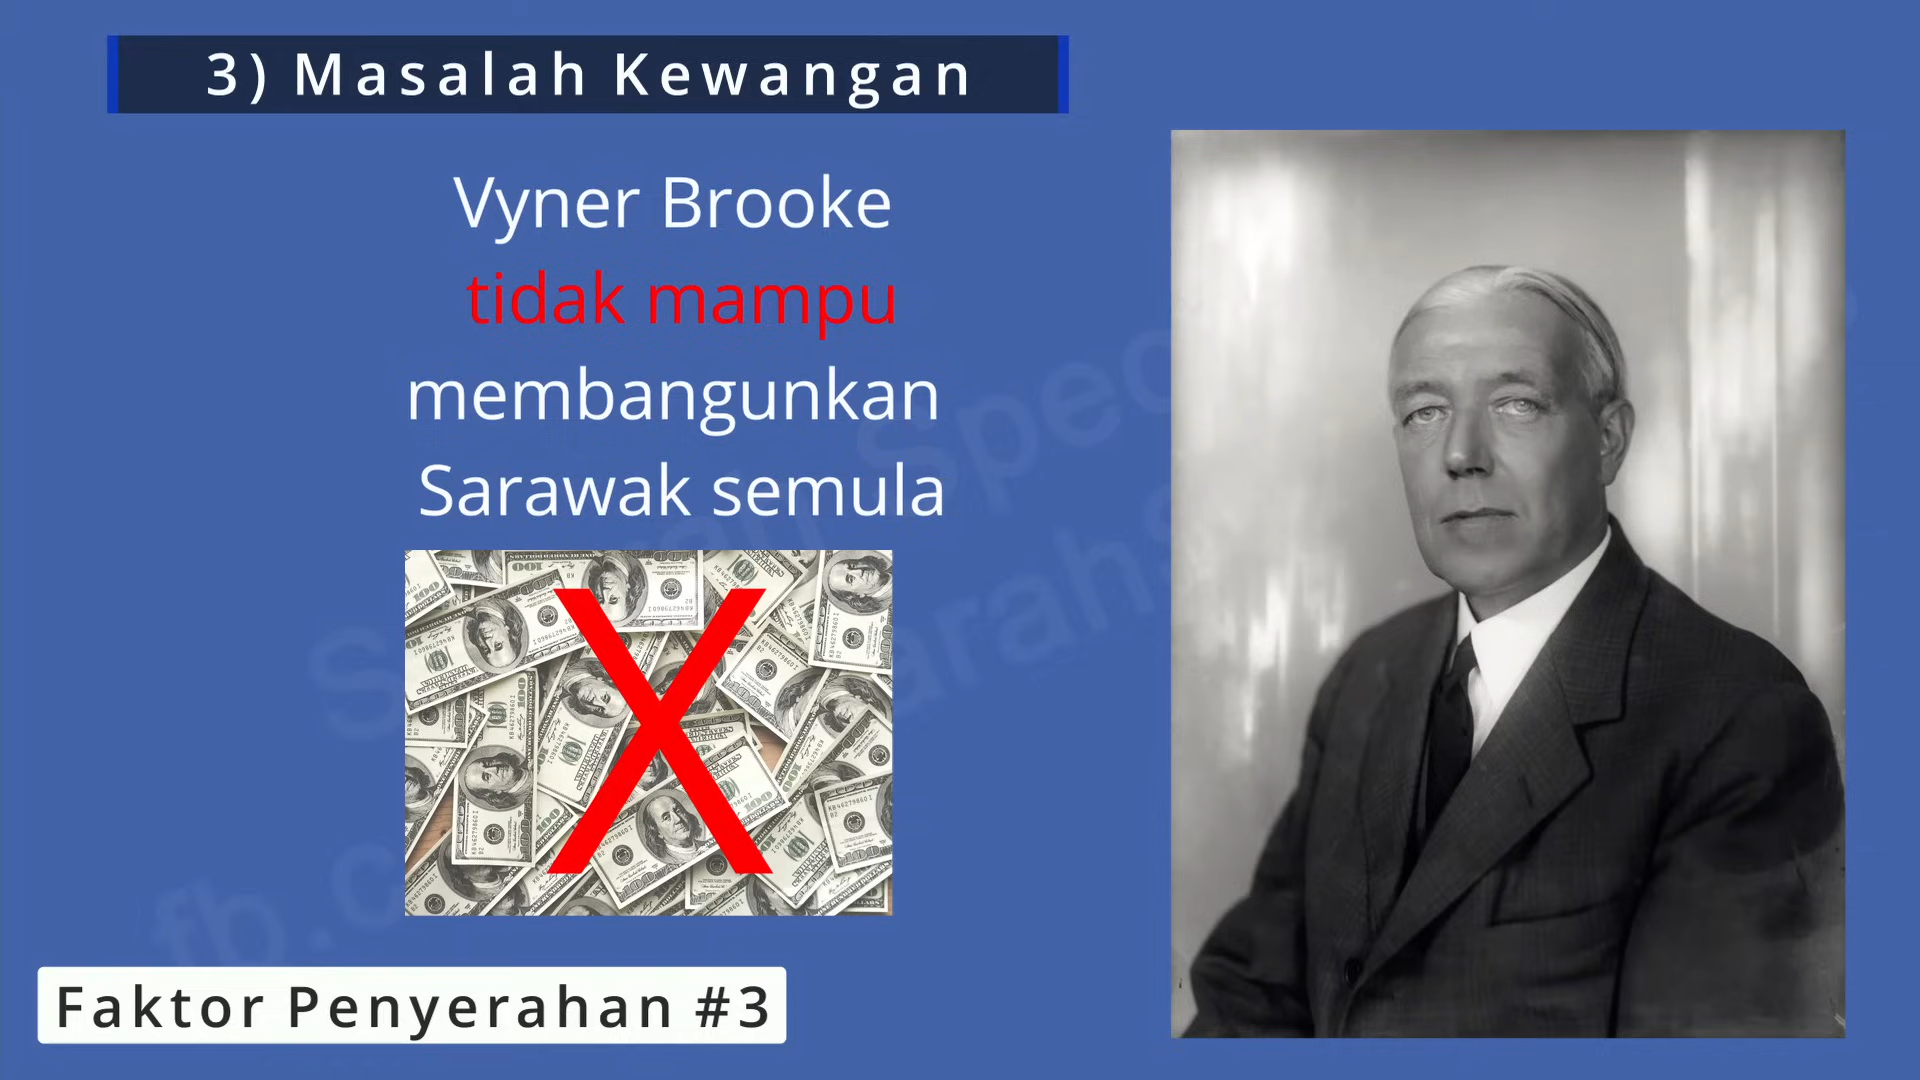 3) Masalah Kewangan
Vyner Brooke
tidak mampu
membangunkan
Sarawak semula
Faktor Penyerahan #3